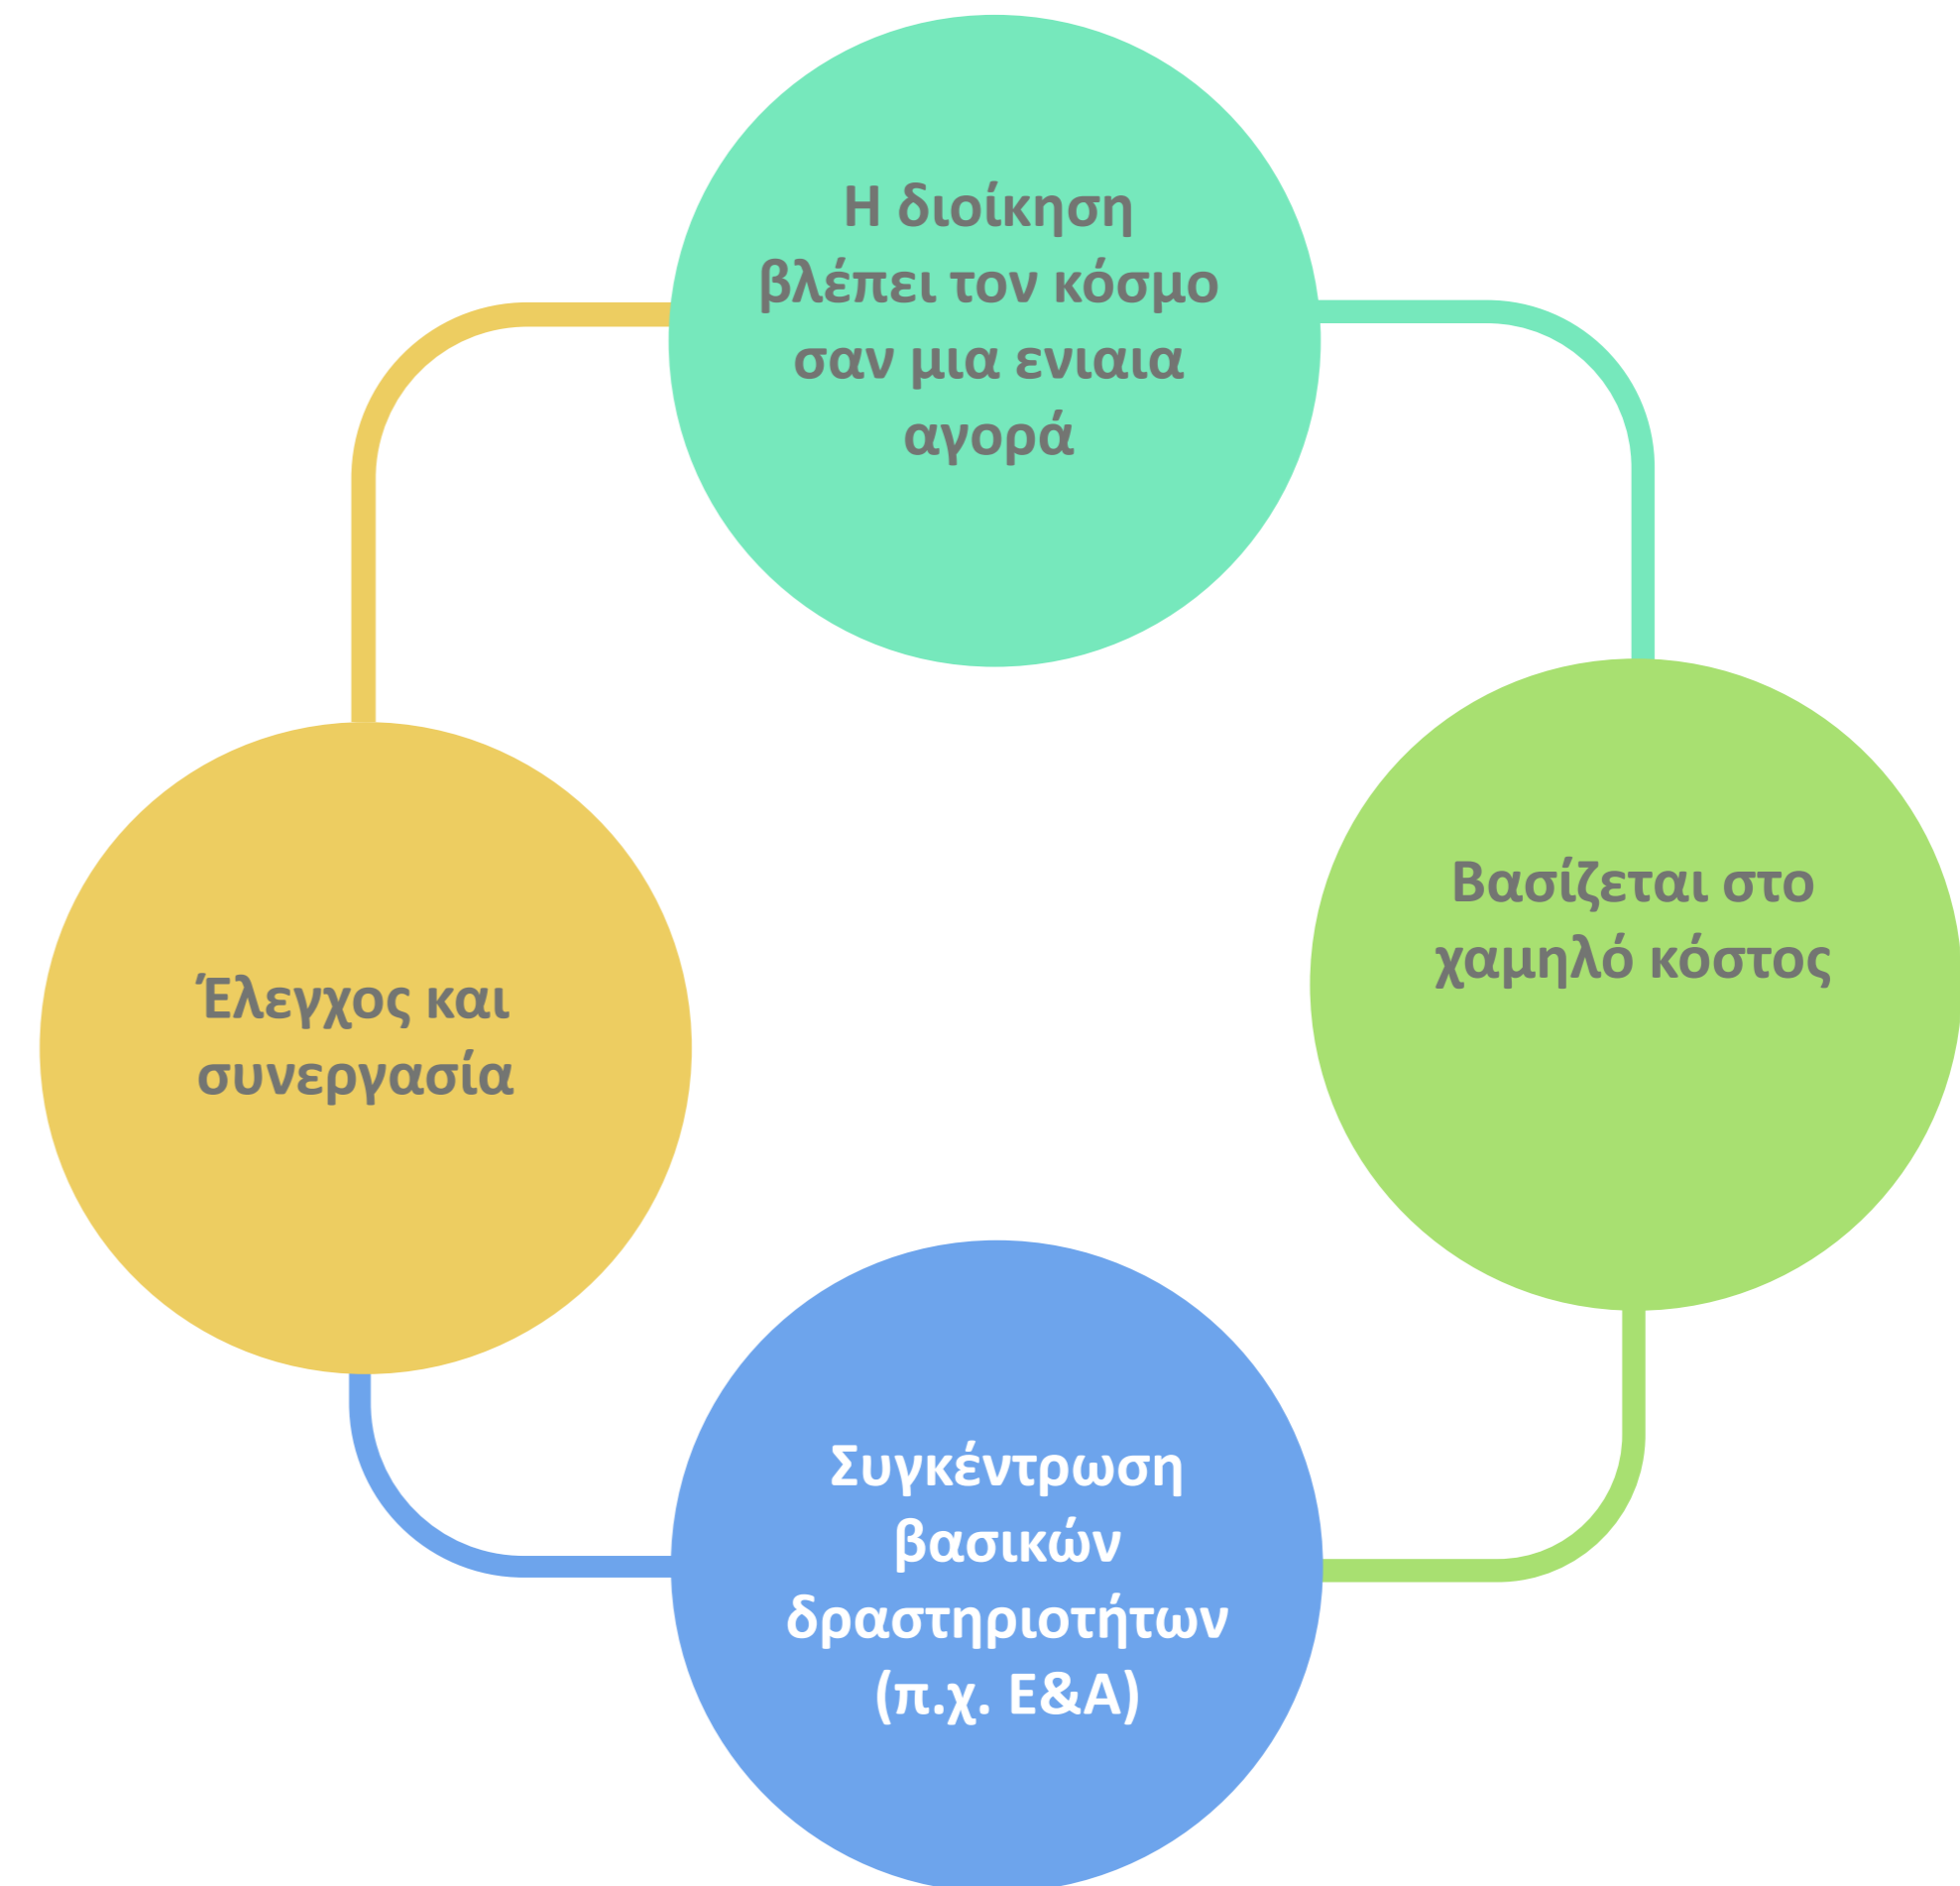 Η διοίκηση
βλέπει τον κόσμο
σαν μια ενιαια
αγορά
Βασίζεται στο
χαμηλό κόστος
Έλεγχος και
συνεργασία
Συγκέντρωση
βασικών
δραστηριοτήτων
(π.χ. Ε&Α)